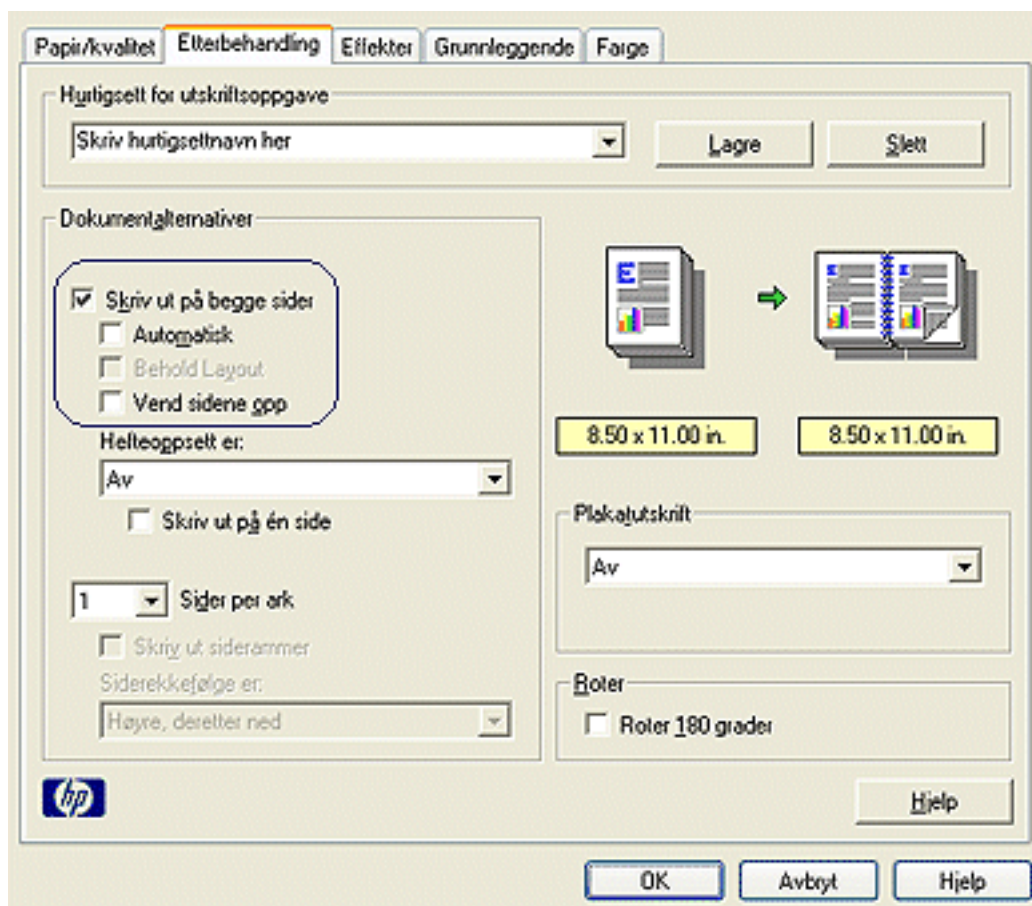 Papir/kvalitet Etterbehandling Effekter Grunnleggende Farge
Hurtigsett for utskriftsoppgave
Skriv hurtigsettnavn her
Lagre
Slett
Dokumentalternativer
Skriv ut på begge sider
Automatisk
Behold Layout
Vend sidene opp
Hefteoppsett er:
Av
Skriv ut på én side
1 Sider per ark
Skriv ut siderammer
Siderekkefølge er:
Høyre, deretter ned
E
8.50 x 11.00 in.
8.50 x 11.00 in.
Plakatutskrift
Av
Roter
Roter 180 grader
hp
Hjelp
OK
Avbryt
Hjelp